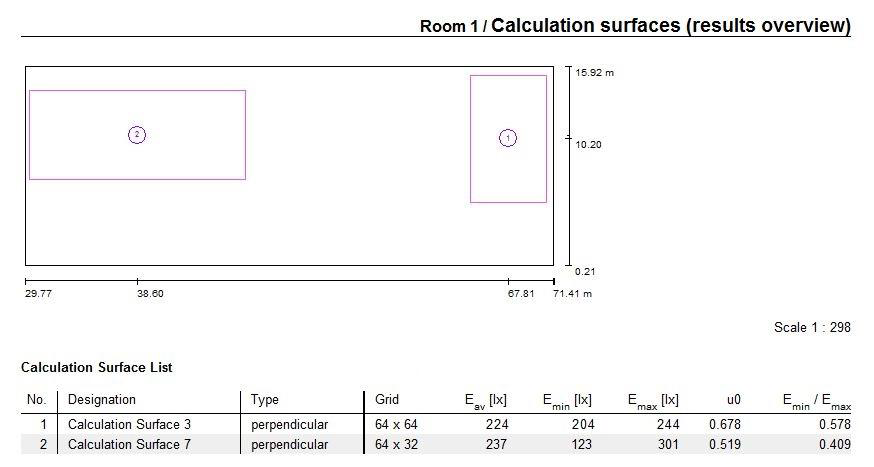 Room 1 / Calculation surfaces (results overview)
15.92 m
2
1
10.20
0.21
29.77 38.60 67.81 71.41 m
Scale 1 : 298
Calculation Surface List
No. Designation Type Grid Eav [lx] Emin [lx] Emax [lx] u0 Emin / Emax
1 Calculation Surface 3 perpendicular 64 x 64 224 204 244 0.678 0.578
2 Calculation Surface 7 perpendicular 64 x 32 237 123 301 0.519 0.409